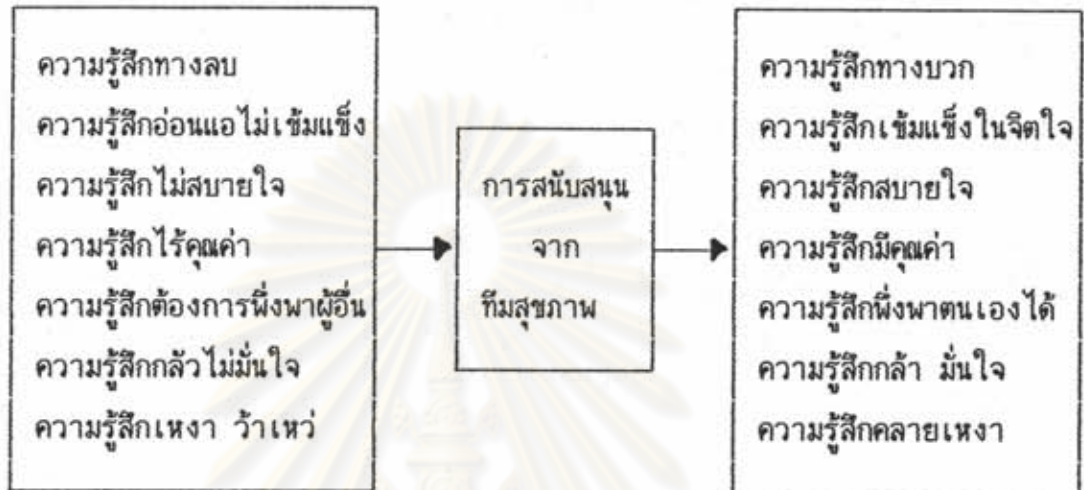 ความรู้สึกทางลบ
ความรู้สึกอ่อนแอไม่เข้มแข็ง
ความรู้สึกไม่สบายใจ
ความรู้สึกไร้คุณค่า
ความรู้สึกต้องการพึ่งพาผู้อื่น
ความรู้สึกกลัวไม่มั่นใจ
ความรู้สึกเหงา ว้าเหว่
การสนับสนุน
จาก
ทีมสุขภาพ
ความรู้สึกทางบวก
ความรู้สึกเข้มแข็งในจิตใจ
ความรู้สึกสบายใจ
ความรู้สึกมีคุณค่า
ความรู้สึกพึ่งพาตนเองได้
ความรู้สึกกล้า มั่นใจ
ความรู้สึกคลายเหงา